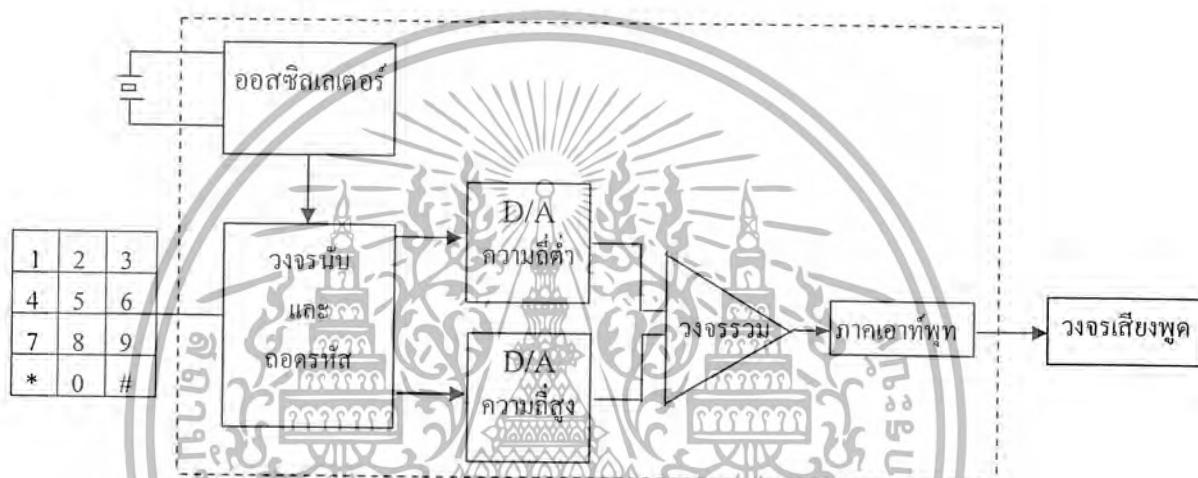 ออสซิลเลเตอร์
1 2 3
4 5 6
7 8 9
* 0 #
วงจรนับ
และ
ถอดรหัส
D/A
ความถี่ต่ำ
D/A
ความถี่สูง
วงจรรวม
ภาคเอาท์พูท
วงจรเสียงพูด